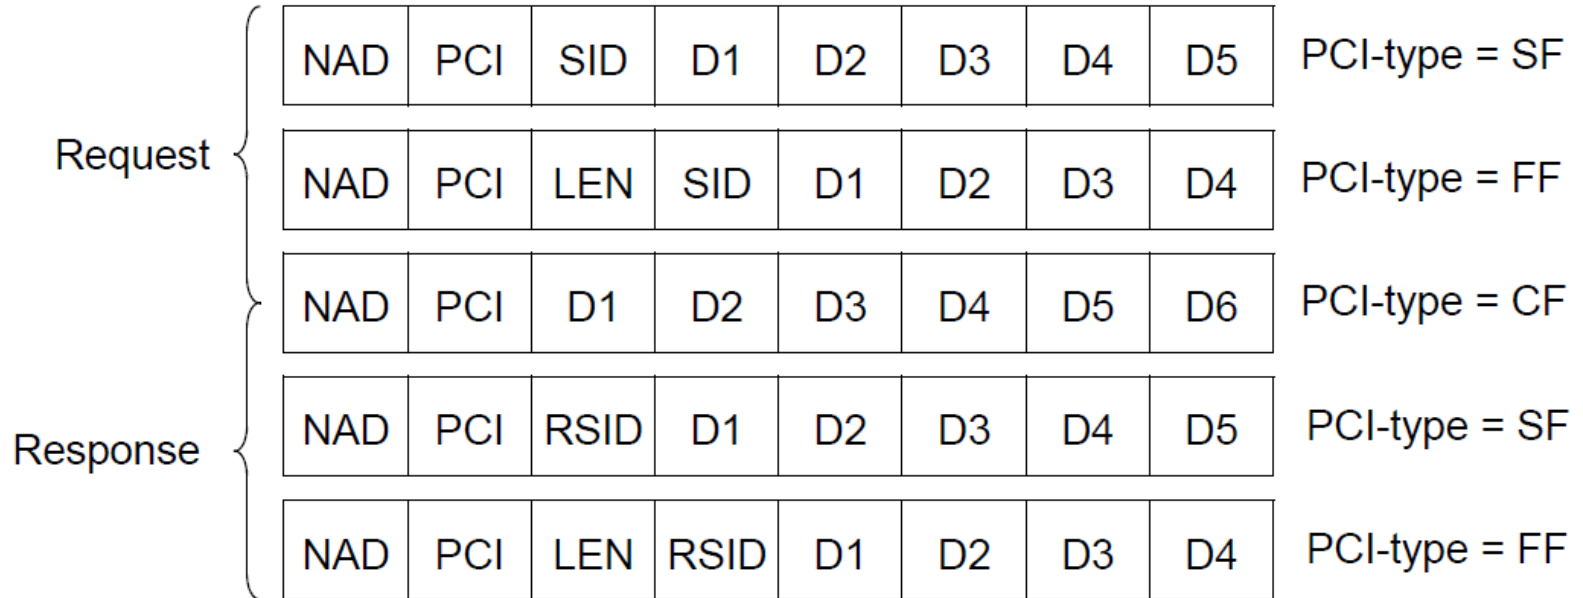 NAD PCI SID D1 D2 D3 D4 D5 PCI-type = SF
Request
NAD PCI LEN SID D1 D2 D3 D4 PCI-type = FF
NAD PCI D1 D2 D3 D4 D5 D6 PCI-type = CF
Response
NAD PCI RSID D1 D2 D3 D4 D5 PCI-type = SF
NAD PCI LEN RSID D1 D2 D3 D4 PCI-type = FF